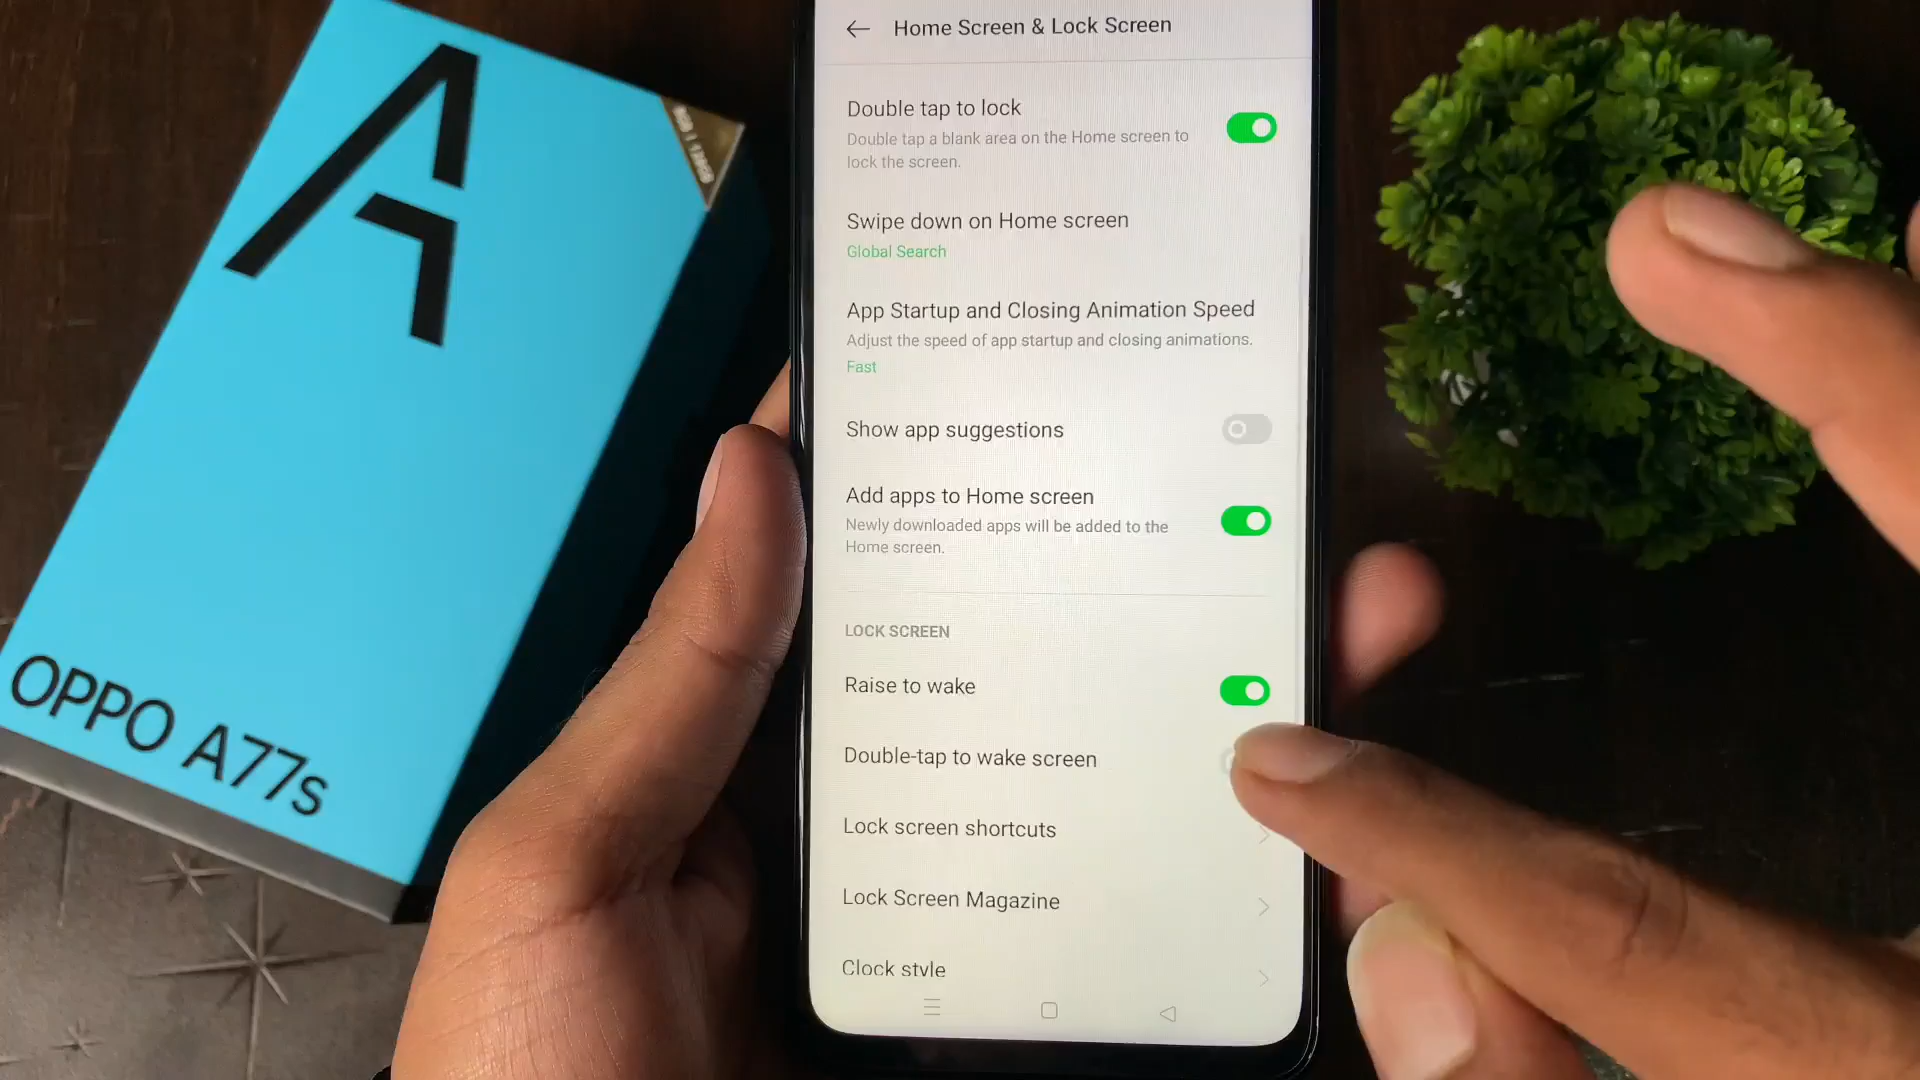 OPPO A77s
Home Screen & Lock Screen
Double tap to lock
Double tap a blank area on the Home screen to
lock the screen.
Swipe down on Home screen
Global Search
App Startup and Closing Animation Speed
Adjust the speed of app startup and closing animations.
Fast
Show app suggestions
Add apps to Home screen
Newly downloaded apps will be added to the
Home screen.
LOCK SCREEN
Raise to wake
Double-tap to wake screen
Lock screen shortcuts
Lock Screen Magazine
Clock style